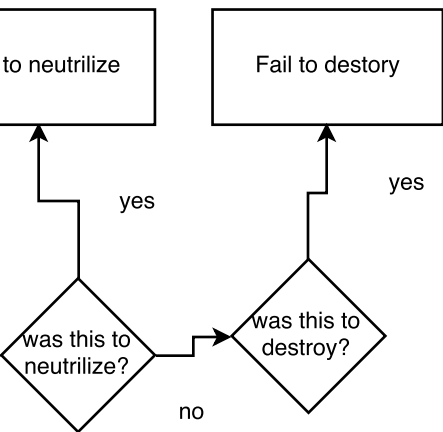 to neutrilize
Fail to destory
yes
yes
was this to
neutrilize?
was this to
destroy?
no